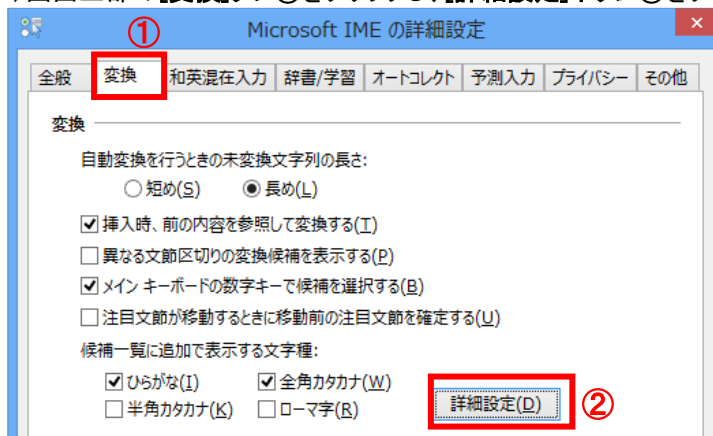 ①
Microsoft IME の詳細設定
全般 変換 和英混在入力 辞書/学習 オートコレクト 予測入力 プライバシー その他
変換
自動変換を行うときの未変換文字列の長さ:
短め(S) 長め(L)
挿入時、前の内容を参照して変換する(T)
異なる文節区切りの変換候補を表示する(P)
メイン キーボードの数字キーで候補を選択する(B)
注目文節が移動するときに移動前の注目文節を確定する(U)
候補一覧に追加で表示する文字種:
ひらがな(I) 全角カタカナ(W)
半角カタカナ(K) ローマ字(R)
詳細設定(D) ②